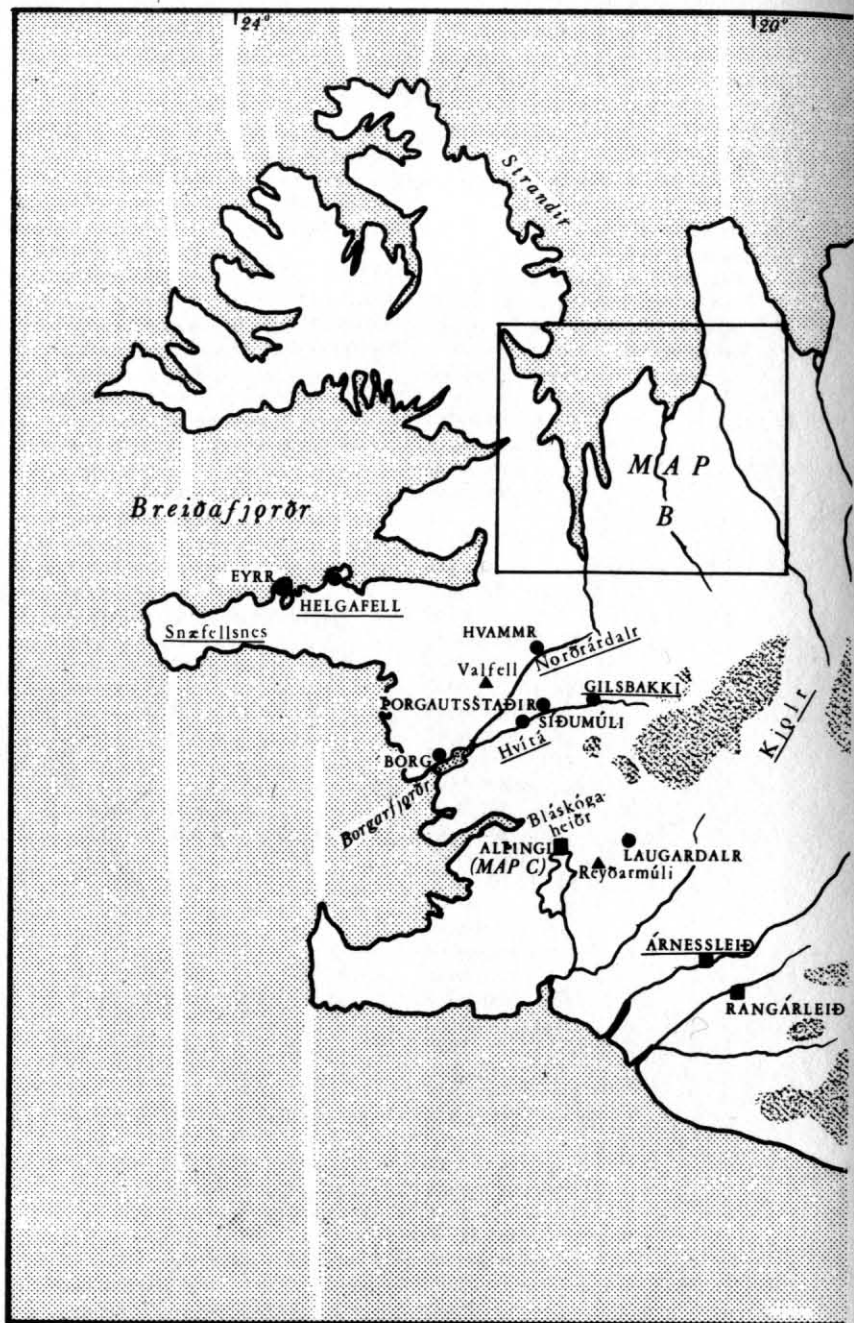 24°
20°
Strandir
MAP
B
Breiðafjǫrðr
EYRR
HELGAFELL
Snæfellsnes
HVAMMR
Norðrárdalr
Valfell
GILSBAKKI
ÞORGAUTSSTAÐIR
SÍÐUMÚLI
Kjǫlr
Hvítá
BORG
Borgarfjǫrðr
Bláskóga-
heiðr
ALÞINGI
(MAP C)
LAUGARDALR
Reyðarmúli
ÁRNESSLEIÐ
RANGÁRLEIÐ